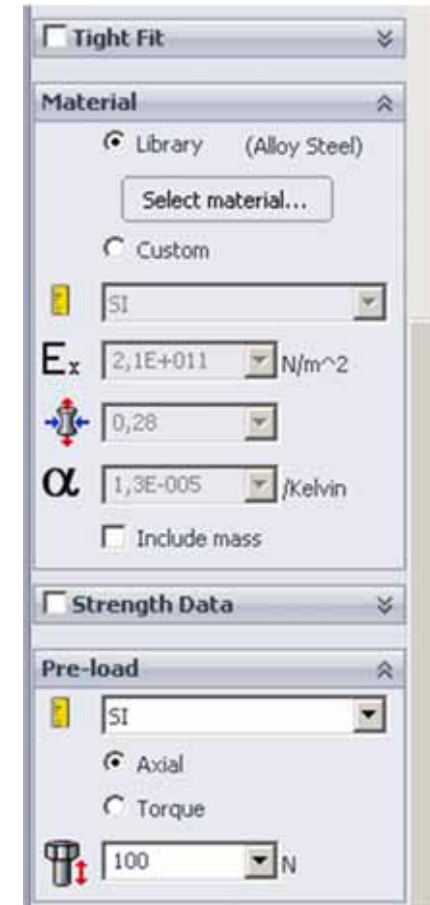 Tight Fit
Material
Library (Alloy Steel)
Select material...
Custom
SI
Ex 2,1E+011 N/m^2
0,28
α 1,3E-005 /Kelvin
Include mass
Strength Data
Pre-load
SI
Axial
Torque
100 N